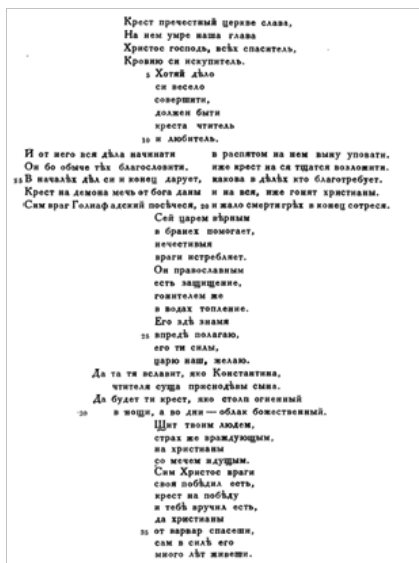 Крест пречестный церкве слава,
На нем умре наша глава
Христос господь, всѣх спаситель,
Кровию си искупитель.
5 Хотяй дѣло
си весело
совершити,
должен быти
креста чтитель
10 и любитель.
И от него вся дѣла начинати в распятом на нем выну уповати.
Он бо обыче тѣх благословити. иже крест на ся тщатся возложити.
15 В началѣх дѣл си и конец дарует, какова в дѣлѣх кто благотребует.
Крест на демона мечь от бога даны и на вся, иже гонит христианы.
Сим враг Голиаф адский посѣчеся, 20 и жало смерти грѣх в конец сотреся.
Сей царем вѣрным
в бранех помогает,
нечестивыя
враги истребляет.
Он православным
есть защищение,
гонителем же
в водах топление.
Его здѣ знамя
25 впредѣ полагаю,
его ти силы,
царю наш, желаю.
Да та тя вславит, яко Константина,
чтителя суща приснодѣвы сына.
Да будет ти крест, яко столп огненный
30 в нощи, а во дни — облак божественный.
Щит твоим людем,
страх же враждующым,
на христианы
со мечем идущым.
Сим Христос враги
своя побѣдил есть,
крест на побѣду
и тебѣ вручил есть,
да христианы
35 от варвар спасеши,
сам в силѣ его
много лѣт живеши.